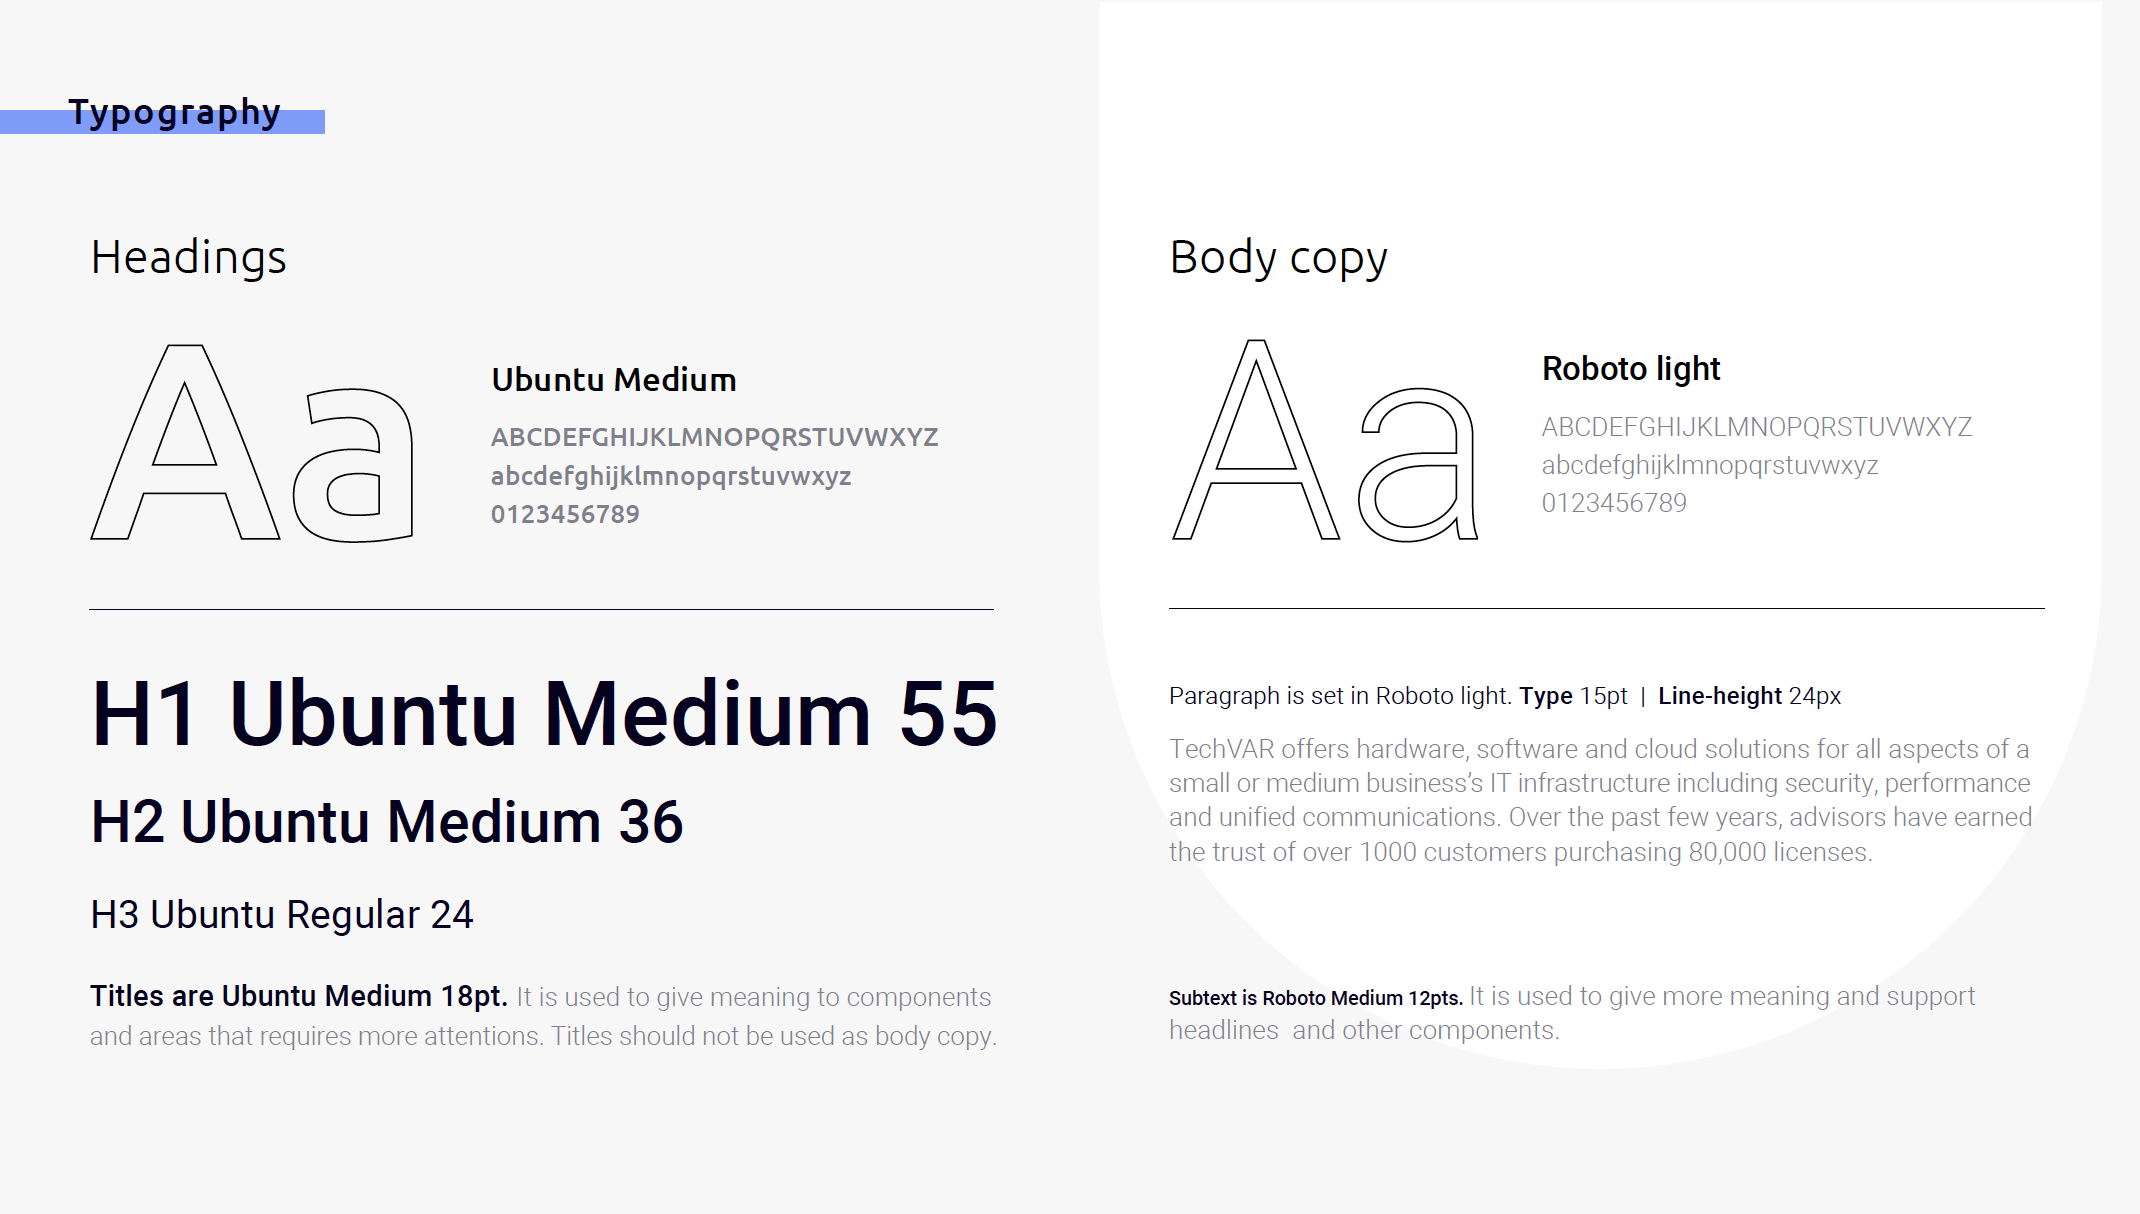 Typography
Headings
Aa
Ubuntu Medium
ABCDEFGHIJKLMNOPQRSTUVWXYZ
abcdefghijklmnopqrstuvwxyz
0123456789
H1 Ubuntu Medium 55
H2 Ubuntu Medium 36
H3 Ubuntu Regular 24
Titles are Ubuntu Medium 18pt. It is used to give meaning to components
and areas that requires more attentions. Titles should not be used as body copy.
Body copy
Aa
Roboto light
ABCDEFGHIJKLMNOPQRSTUVWXYZ
abcdefghijklmnopqrstuvwxyz
0123456789
Paragraph is set in Roboto light. Type 15pt | Line-height 24px
TechVAR offers hardware, software and cloud solutions for all aspects of a
small or medium business’s IT infrastructure including security, performance
and unified communications. Over the past few years, advisors have earned
the trust of over 1000 customers purchasing 80,000 licenses.
Subtext is Roboto Medium 12pts. It is used to give more meaning and support
headlines  and other components.